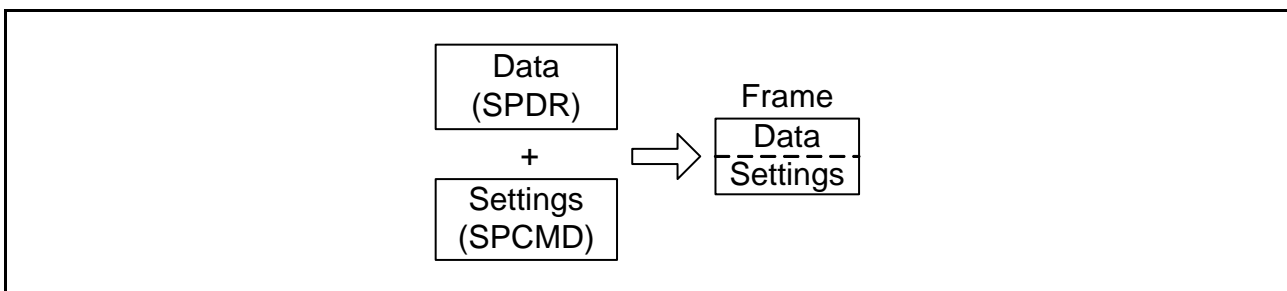 Data
(SPDR)
+
Settings
(SPCMD)
Frame
Data
Settings